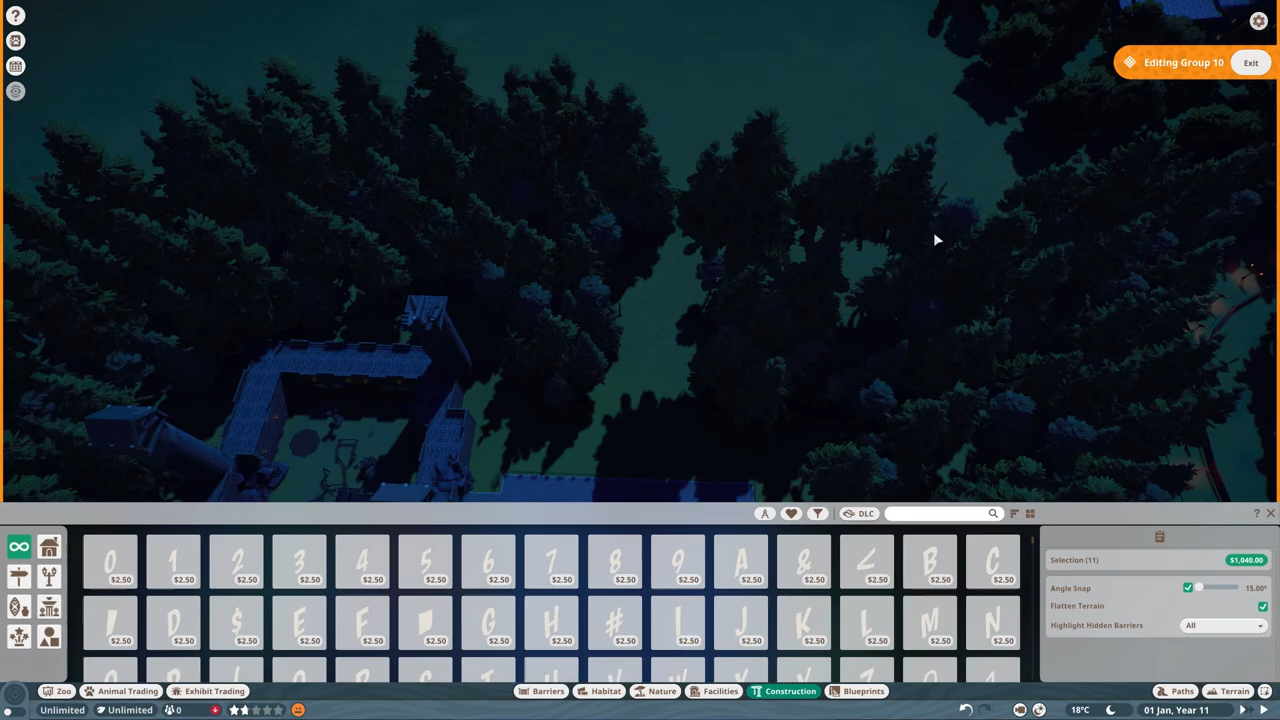 ?
Editing Group 10 Exit
A DLC ?
0 $2.50 1 $2.50 2 $2.50 3 $2.50 4 $2.50 5 $2.50 6 $2.50 7 $2.50 8 $2.50 9 $2.50 A $2.50 & $2.50 < $2.50 B $2.50 C $2.50
$2.50 D $2.50 $ $2.50 E $2.50 F $2.50 $2.50 G $2.50 H $2.50 # $2.50 I $2.50 J $2.50 K $2.50 L $2.50 M $2.50 N $2.50
Selection (11) $1,040.00
Angle Snap 15.00°
Flatten Terrain
Highlight Hidden Barriers All
Zoo Animal Trading Exhibit Trading Barriers Habitat Nature Facilities Construction Blueprints Paths Terrain
Unlimited Unlimited 0 18°C 01 Jan, Year 11